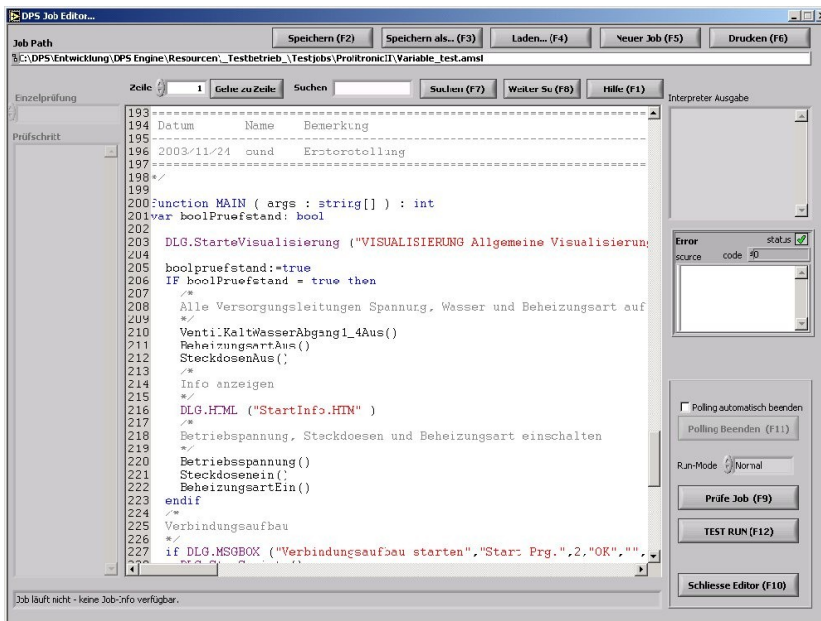 DPS Job Editor...
Job Path
Speichern (F2) Speichern als... (F3) Laden... (F4) Neuer Job (F5) Drucken (F6)
C:\DPS\Entwicklung\DPS Engine\Resourcen\_Testbetrieb_\Testjobs\ProlitronicII\Variable_test.amsl
Einzelprüfung
Prüfschritt
Zeile 1 Gehe zu Zeile Suchen Suchen (F7) Weiter Su (F8) Hilfe (F1)
193 ========================================================================
194 Datum Name Bemerkung
195 ------------------------------------------------------------------------
196 2003/11/24 Ersterstellung
197 ========================================================================
198 */
199
200 function MAIN ( args : string[] ) : int
201 var boolPruefstand: bool
202
203 DLG.StarteVisualisierung ("VISUALISIERUNG Allgemeine Visualisierung
204
205 boolpruefstand:=true
206 IF boolPruefstand = true then
207 /*
208 Alle Versorgungsleitungen Spannung, Wasser und Beheizungsart auf
209 */
210 VentilKaltWasserAbgang1_4Aus()
211 BeheizungsartAus()
212 SteckdosenAus()
213 /*
214 Info anzeigen
215 */
216 DLG.HTML ("StartInfo.HTM" )
217 /*
218 Betriebspannung, Steckdoesen und Beheizungsart einschalten
219 */
220 Betriebsspannung()
221 Steckdosenein()
222 BeheizungsartEin()
223 endif
224 /*
225 Verbindungsaufbau
226 */
227 if DLG.MSGBOX ("Verbindungsaufbau starten","Start Prg.",2,"OK","",
Interpreter Ausgabe
Error status
source code 0
Polling automatisch beenden
Polling Beenden (F11)
Run-Mode Normal
Prüfe Job (F9)
TEST RUN (F12)
Schliesse Editor (F10)
Job läuft nicht - keine Job-Info verfügbar.